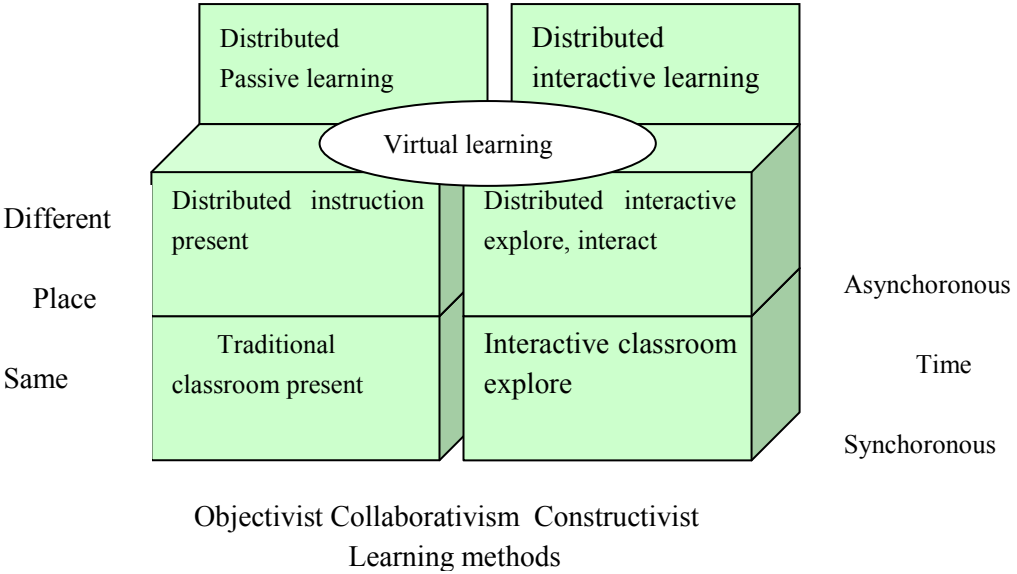 Distributed
Passive learning
Distributed
interactive learning
Virtual learning
Distributed instruction
present
Distributed interactive
explore, interact
Different
Place
Same
Traditional
classroom present
Interactive classroom
explore
Asynchoronous
Time
Synchoronous
Objectivist Collaborativism Constructivist
Learning methods